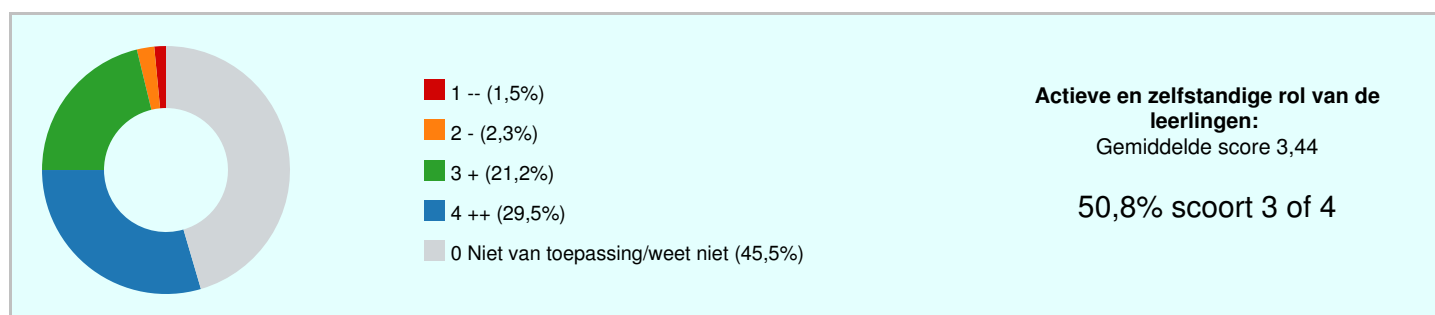 1 -- (1,5%)
2 - (2,3%)
3 + (21,2%)
4 ++ (29,5%)
0 Niet van toepassing/weet niet (45,5%)
Actieve en zelfstandige rol van de
leerlingen:
Gemiddelde score 3,44
50,8% scoort 3 of 4